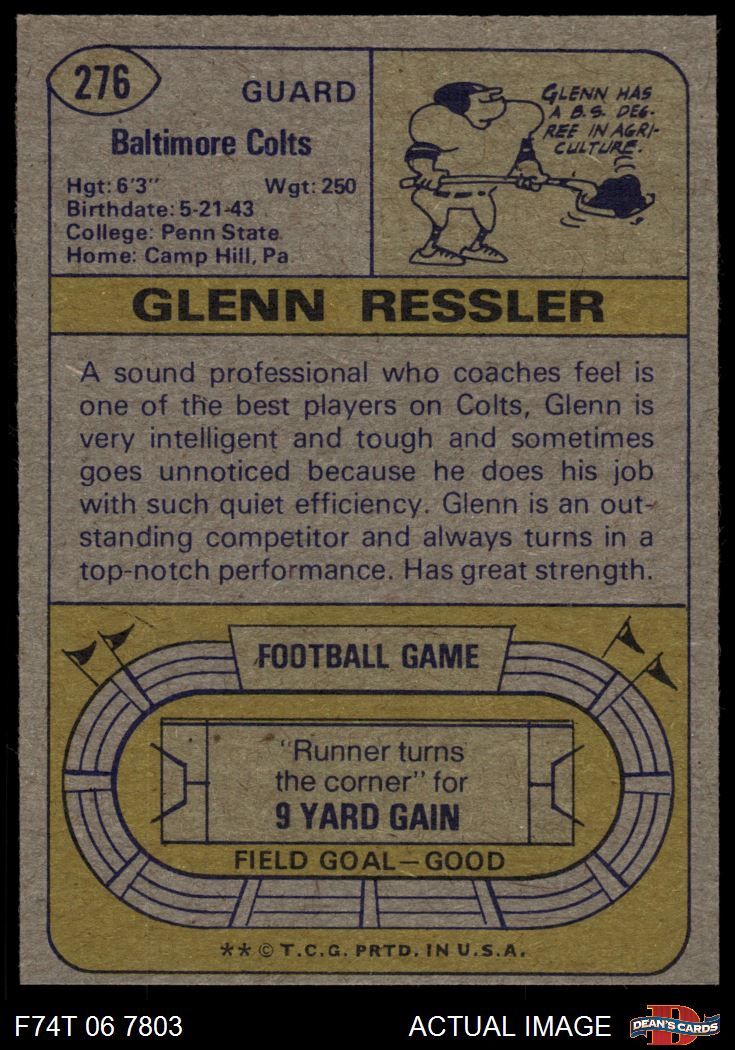 276
GUARD
Baltimore Colts
Hgt: 6'3" Wgt: 250
Birthdate: 5-21-43
College: Penn State
Home: Camp Hill, Pa
GLENN HAS
A B.S. DEG-
REE IN AGRI-
CULTURE.
GLENN RESSLER
A sound professional who coaches feel is
one of the best players on Colts, Glenn is
very intelligent and tough and sometimes
goes unnoticed because he does his job
with such quiet efficiency. Glenn is an out-
standing competitor and always turns in a
top-notch performance. Has great strength.
FOOTBALL GAME
"Runner turns
the corner" for
9 YARD GAIN
FIELD GOAL—GOOD
** © T.C.G. PRTD. IN U.S.A.
F74T 06 7803
ACTUAL IMAGE
D
DEAN'S CARDS